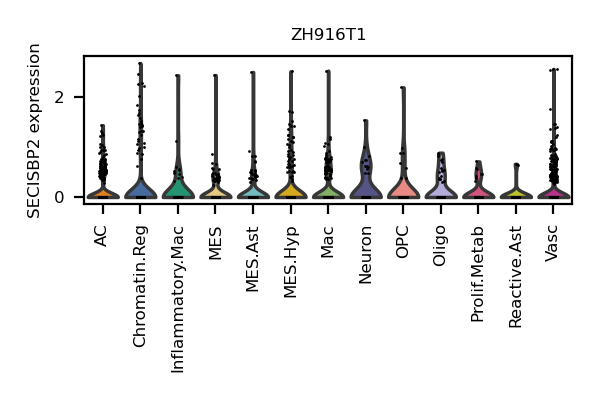 ZH916T1
SECISBP2 expression
2
0
AC
Chromatin.Reg
Inflammatory.Mac
MES
MES.Ast
MES.Hyp
Mac
Neuron
OPC
Oligo
Prolif.Metab
Reactive.Ast
Vasc